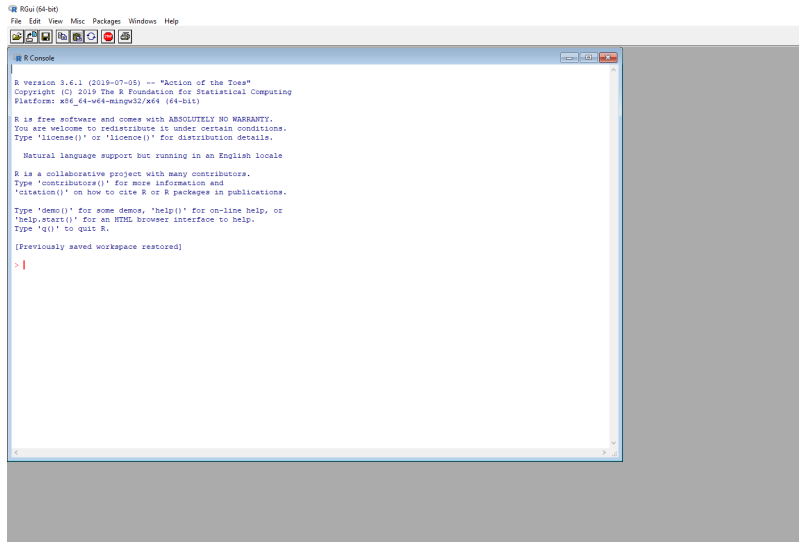 RGui (64-bit)
File Edit View Misc Packages Windows Help
STOP
R Console
R version 3.6.1 (2019-07-05) -- "Action of the Toes"
Copyright (C) 2019 The R Foundation for Statistical Computing
Platform: x86_64-w64-mingw32/x64 (64-bit)
R is free software and comes with ABSOLUTELY NO WARRANTY.
You are welcome to redistribute it under certain conditions.
Type 'license()' or 'licence()' for distribution details.
Natural language support but running in an English locale
R is a collaborative project with many contributors.
Type 'contributors()' for more information and
'citation()' on how to cite R or R packages in publications.
Type 'demo()' for some demos, 'help()' for on-line help, or
'help.start()' for an HTML browser interface to help.
Type 'q()' to quit R.
[Previously saved workspace restored]
>